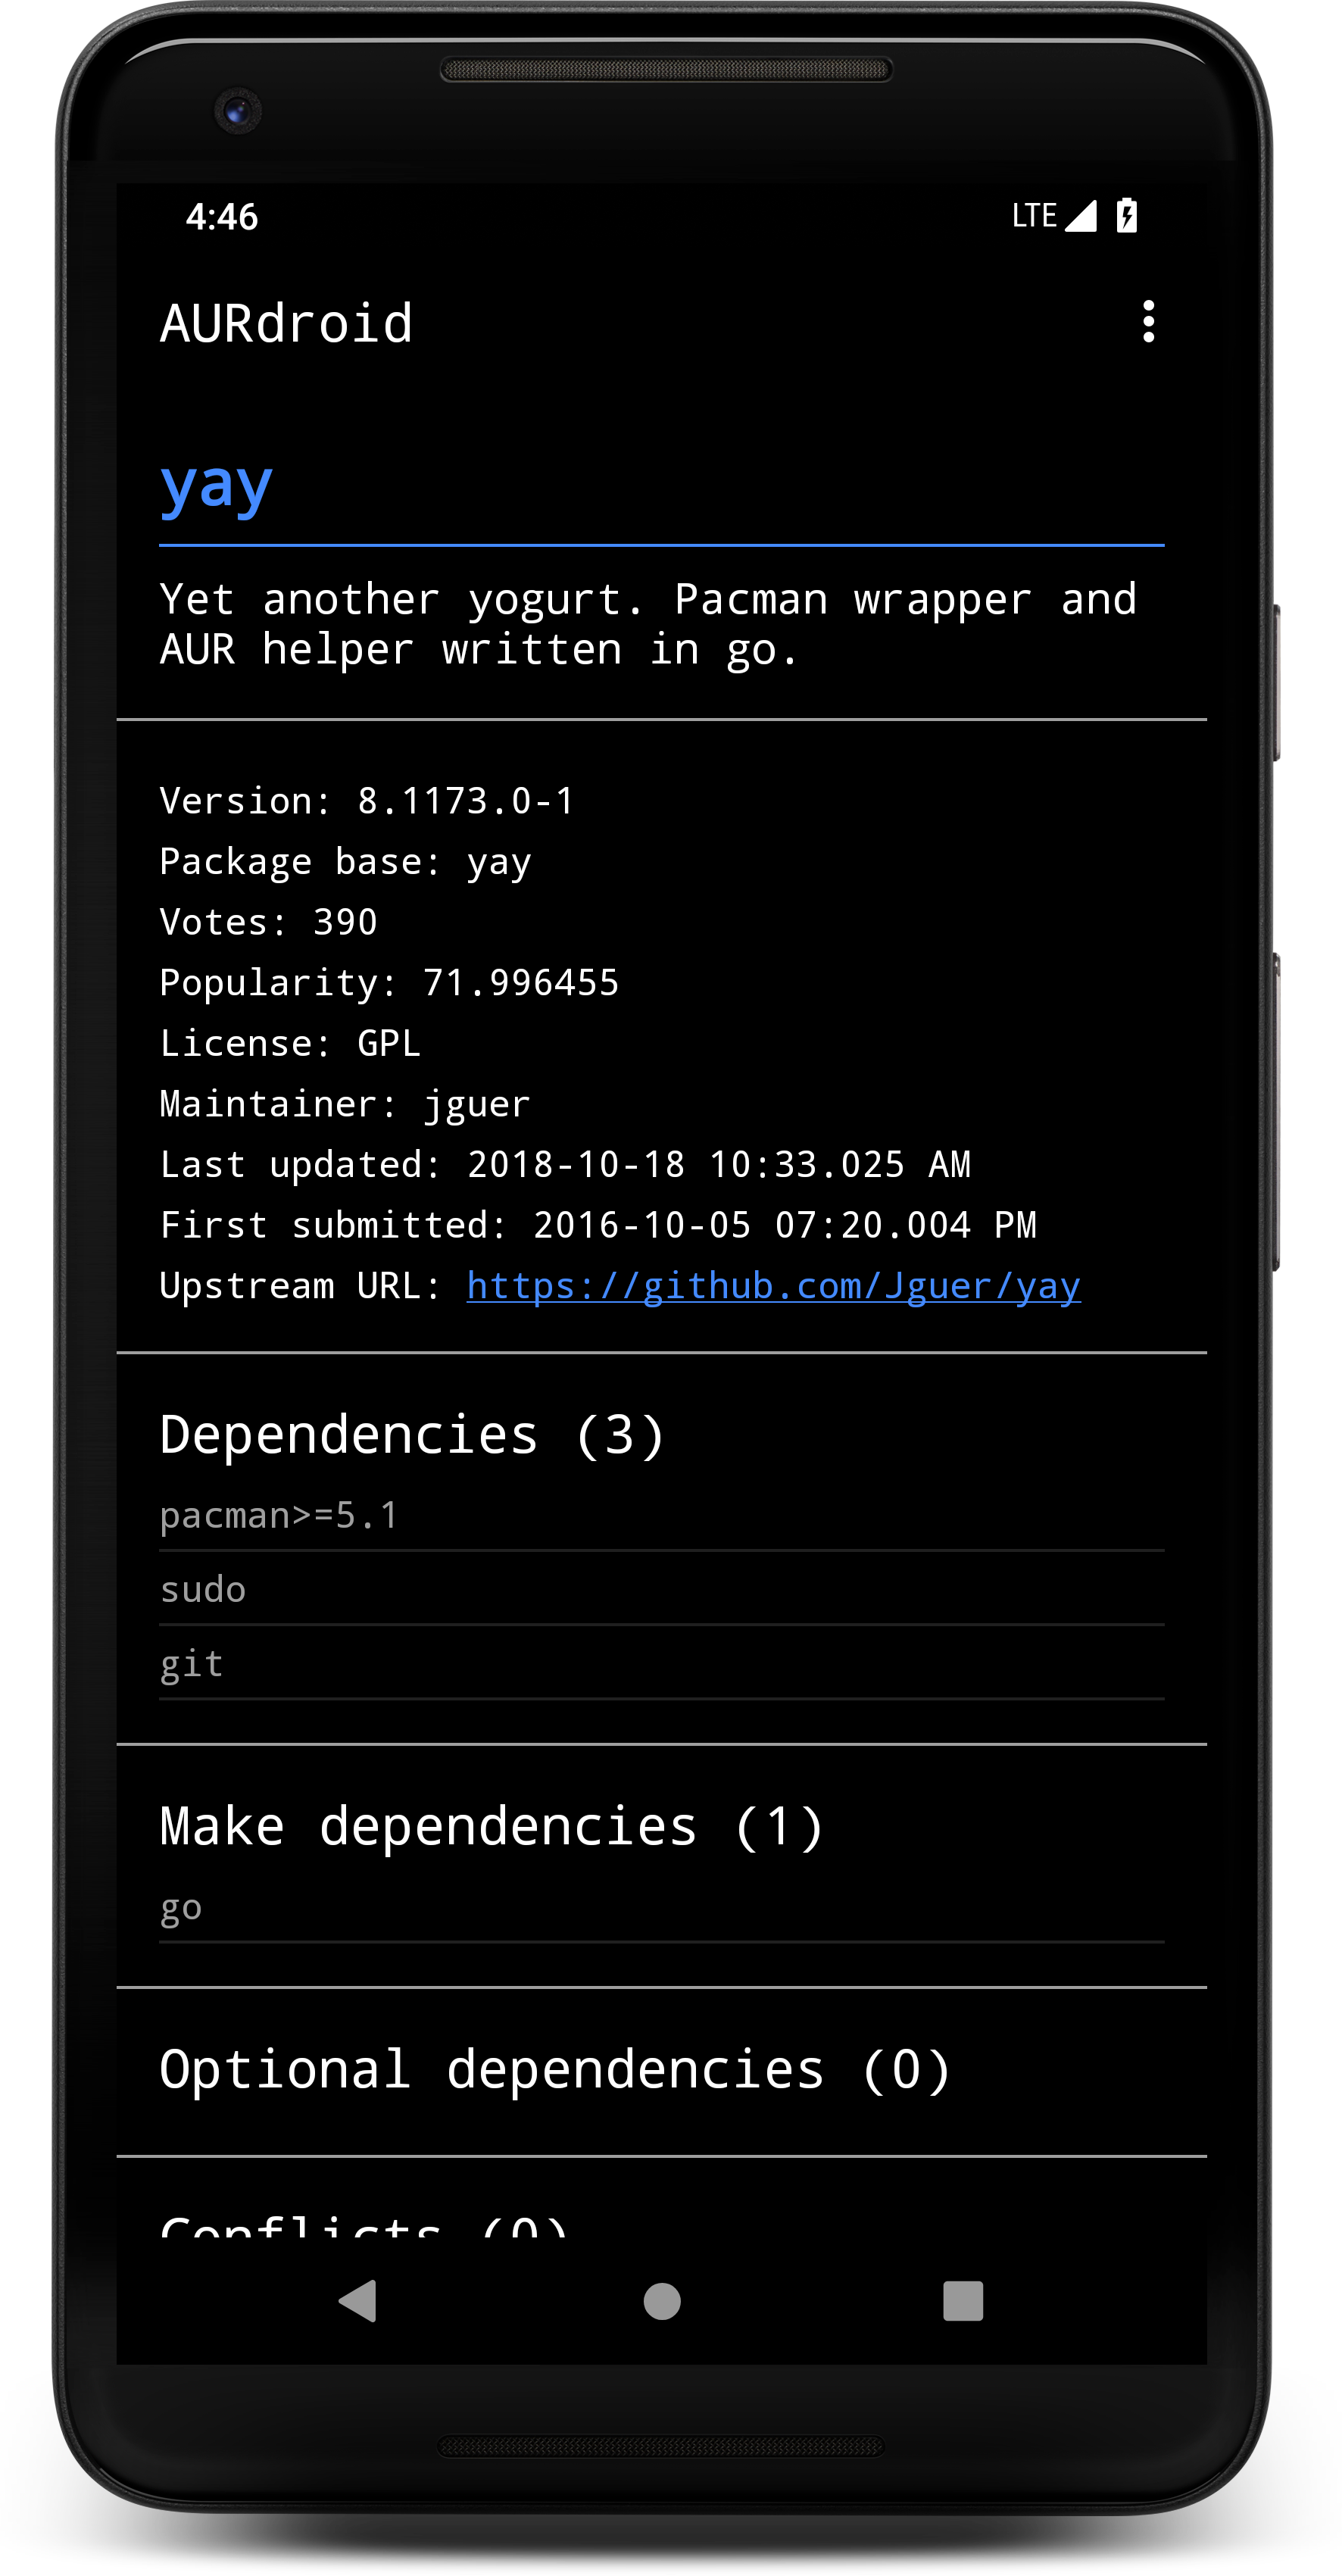 4:46
LTE
AURdroid
yay
Yet another yogurt. Pacman wrapper and
AUR helper written in go.
Version: 8.1173.0-1
Package base: yay
Votes: 390
Popularity: 71.996455
License: GPL
Maintainer: jguer
Last updated: 2018-10-18 10:33.025 AM
First submitted: 2016-10-05 07:20.004 PM
Upstream URL: https://github.com/Jguer/yay
Dependencies (3)
pacman>=5.1
sudo
git
Make dependencies (1)
go
Optional dependencies (0)
Conflicts (0)